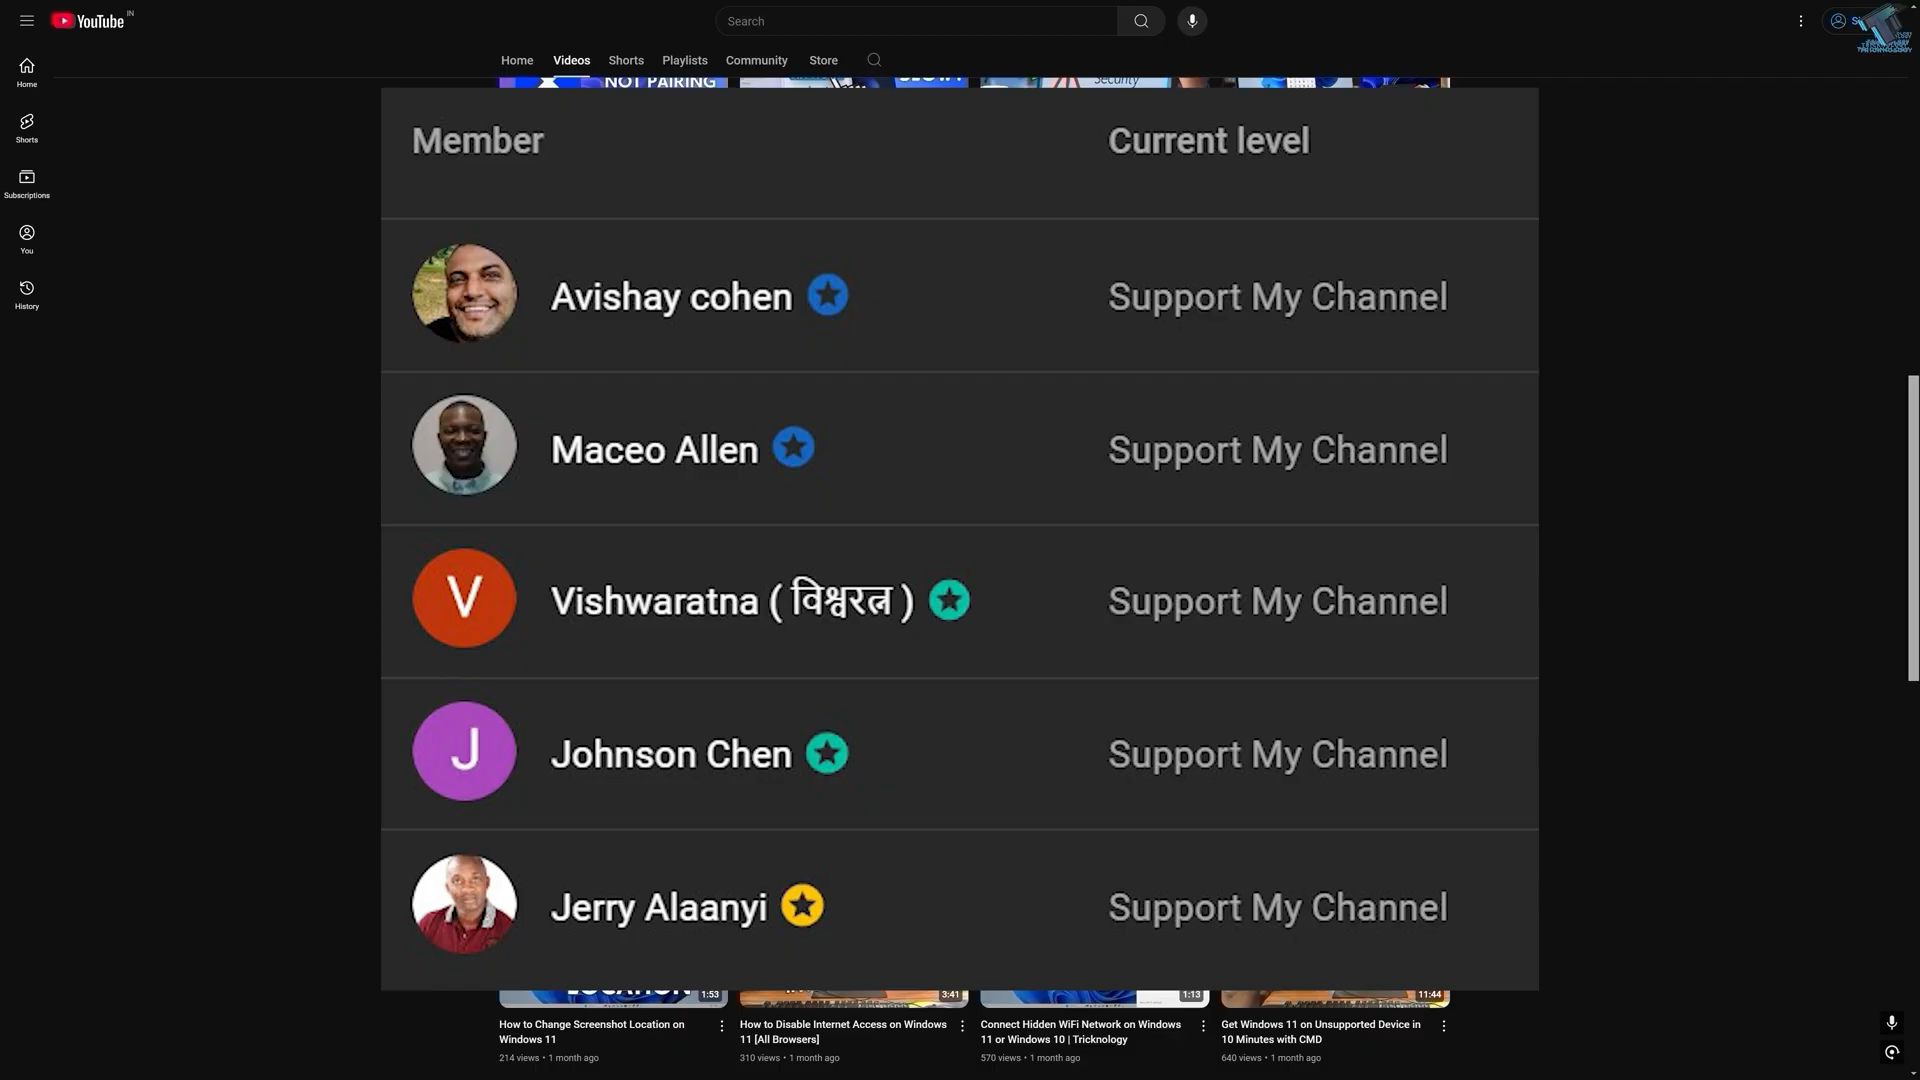 YouTube IN
Search
Home Videos Shorts Playlists Community Store
Home
Shorts
Subscriptions
You
History
NOT PAIRING
Security
Member Current level
Avishay cohen Support My Channel
Maceo Allen Support My Channel
V Vishwaratna ( विश्वरत्न ) Support My Channel
J Johnson Chen Support My Channel
Jerry Alaanyi Support My Channel
LOCATION 1:53 3:41 1:13 11:44
How to Change Screenshot Location on
Windows 11
214 views • 1 month ago
How to Disable Internet Access on Windows
11 [All Browsers]
310 views • 1 month ago
Connect Hidden WiFi Network on Windows
11 or Windows 10 | Tricknology
570 views • 1 month ago
Get Windows 11 on Unsupported Device in
10 Minutes with CMD
640 views • 1 month ago